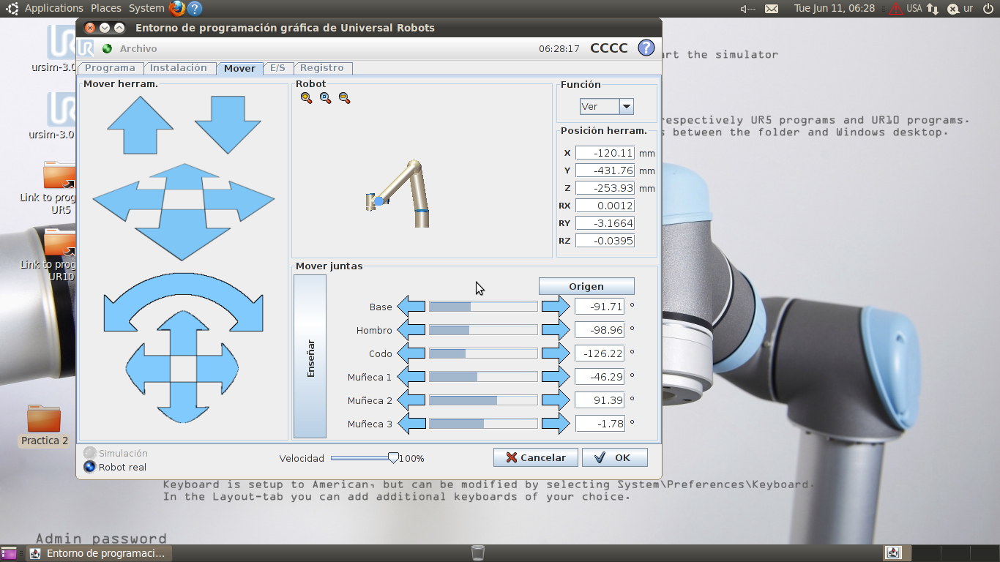 Applications Places System
Tue Jun 11, 06:28 USA ur
Entorno de programación gráfica de Universal Robots
UR Archivo 06:28:17 CCCC ?
Programa Instalación Mover E/S Registro
Mover herram.
Robot
Función
Ver
Posición herram.
X -120.11 mm
Y -431.76 mm
Z -253.93 mm
RX 0.0012
RY -3.1664
RZ -0.0395
Mover juntas
Enseñar
Origen
Base -91.71 °
Hombro -98.96 °
Codo -126.22 °
Muñeca 1 -46.29 °
Muñeca 2 91.39 °
Muñeca 3 -1.78 °
Simulación
Robot real
Velocidad 100%
Cancelar OK
ursim-3.0
ursim-3.0
Link to prog
UR5
Link to prog
UR10
Practica 2
art the simulator
respectively UR5 programs and UR10 programs.
s between the folder and Windows desktop.
Keyboard is setup to American, but can be modified by selecting System\Preferences\Keyboard.
In the Layout-tab you can add additional keyboards of your choice.
Admin password
Entorno de programaci...